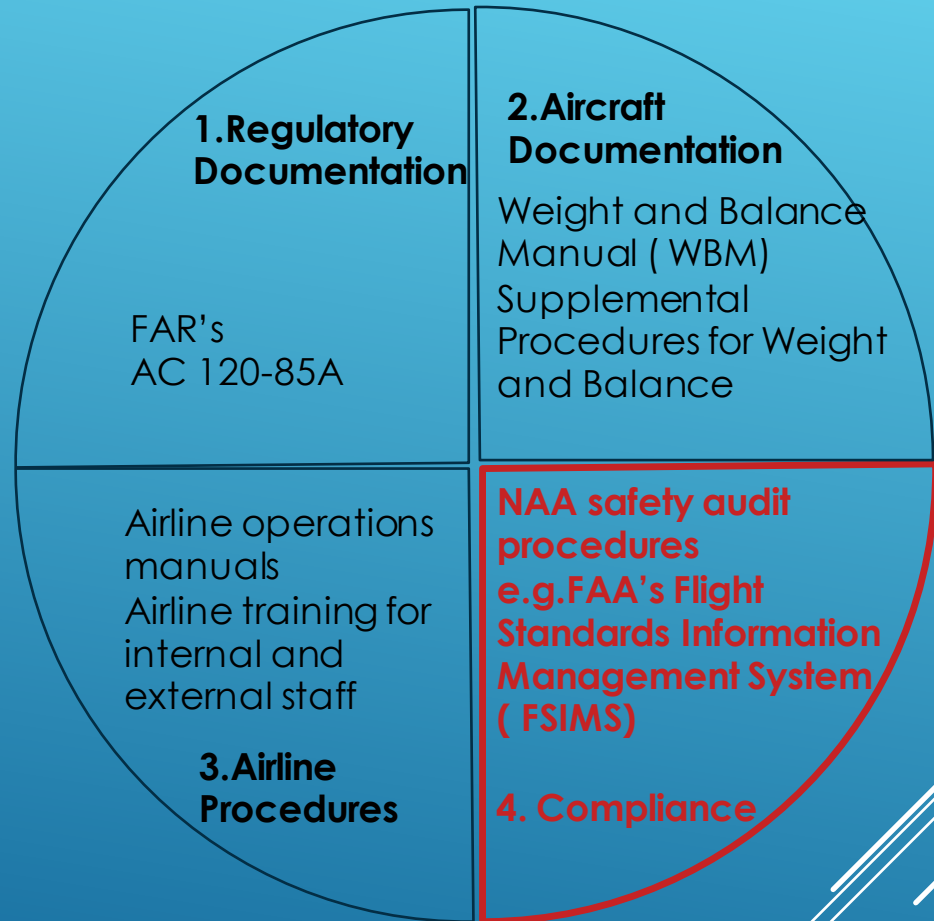 1.Regulatory
Documentation
FAR’s
AC 120-85A
2.Aircraft
Documentation
Weight and Balance
Manual ( WBM)
Supplemental
Procedures for Weight
and Balance
Airline operations
manuals
Airline training for
internal and
external staff
3.Airline
Procedures
NAA safety audit
procedures
e.g.FAA’s Flight
Standards Information
Management System
( FSIMS)
4. Compliance